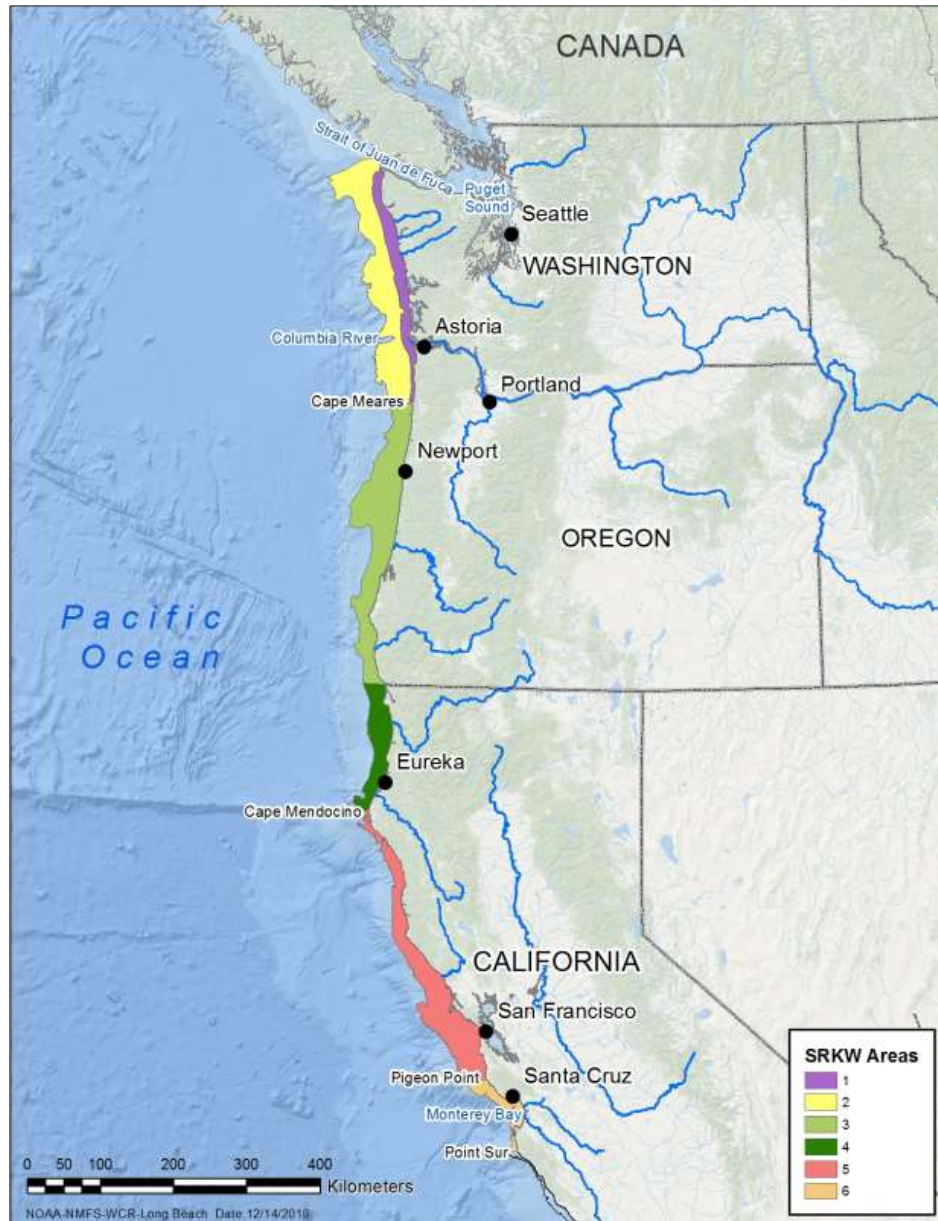 CANADA
Strait of Juan de Fuca
Puget
Sound
Seattle
WASHINGTON
Columbia River
Astoria
Portland
Cape Meares
Newport
OREGON
Pacific
Ocean
Eureka
Cape Mendocino
CALIFORNIA
San Francisco
Pigeon Point
Santa Cruz
Monterey Bay
Point Sur
SRKW Areas
1
2
3
4
5
6
0 50 100 200 300 400
Kilometers
NOAA-NMFS-WCR-Long Beach Date:12/14/2018